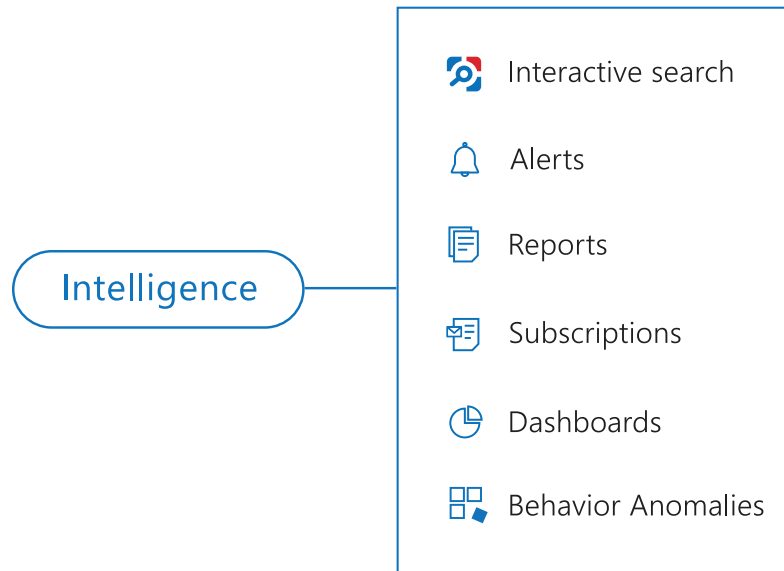 Interactive search
Alerts
Reports
Intelligence
Subscriptions
Dashboards
Behavior Anomalies